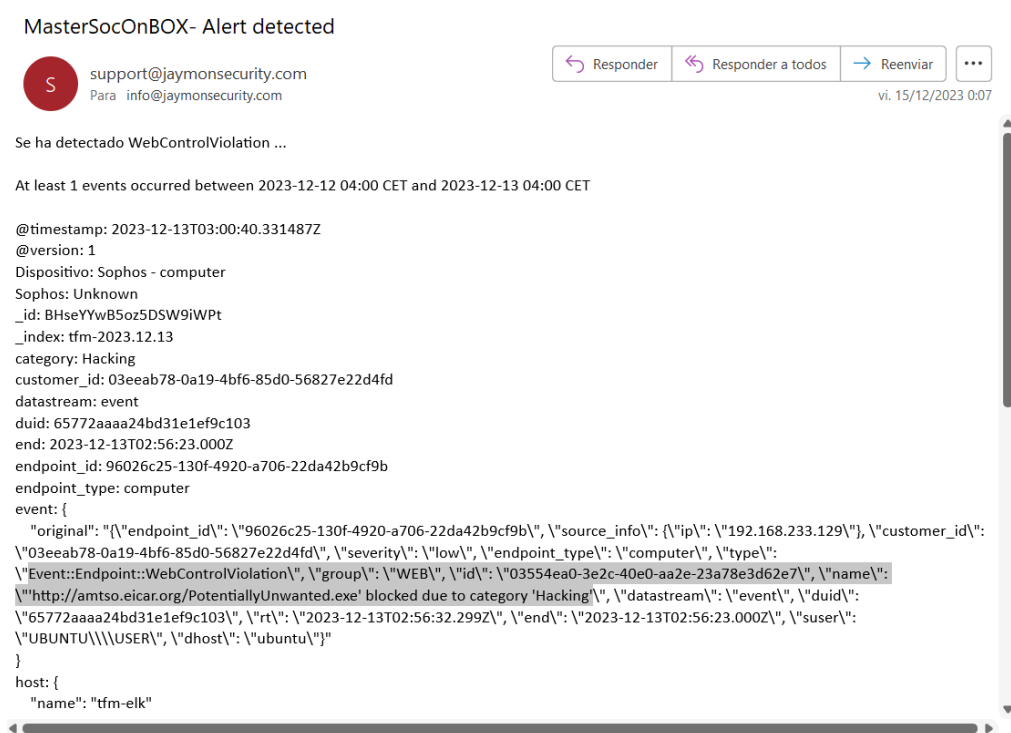 MasterSocOnBOX- Alert detected
S
support@jaymonsecurity.com
Para info@jaymonsecurity.com
Responder
Responder a todos
Reenviar
vi. 15/12/2023 0:07
Se ha detectado WebControlViolation ...
At least 1 events occurred between 2023-12-12 04:00 CET and 2023-12-13 04:00 CET
@timestamp: 2023-12-13T03:00:40.331487Z
@version: 1
Dispositivo: Sophos - computer
Sophos: Unknown
_id: BHseYYwB5oz5DSW9iWPt
_index: tfm-2023.12.13
category: Hacking
customer_id: 03eeab78-0a19-4bf6-85d0-56827e22d4fd
datastream: event
duid: 65772aaaa24bd31e1ef9c103
end: 2023-12-13T02:56:23.000Z
endpoint_id: 96026c25-130f-4920-a706-22da42b9cf9b
endpoint_type: computer
event: {
"original": "{\"endpoint_id\": \"96026c25-130f-4920-a706-22da42b9cf9b\", \"source_info\": {\"ip\": \"192.168.233.129\"}, \"customer_id\":
\"03eeab78-0a19-4bf6-85d0-56827e22d4fd\", \"severity\": \"low\", \"endpoint_type\": \"computer\", \"type\":
\"Event::Endpoint::WebControlViolation\", \"group\": \"WEB\", \"id\": \"03554ea0-3e2c-40e0-aa2e-23a78e3d62e7\", \"name\":
\"'http://amtso.eicar.org/PotentiallyUnwanted.exe' blocked due to category 'Hacking'\", \"datastream\": \"event\", \"duid\":
\"65772aaaa24bd31e1ef9c103\", \"rt\": \"2023-12-13T02:56:32.299Z\", \"end\": \"2023-12-13T02:56:23.000Z\", \"suser\":
\"UBUNTU\\\\USER\", \"dhost\": \"ubuntu\"}"
}
host: {
"name": "tfm-elk"